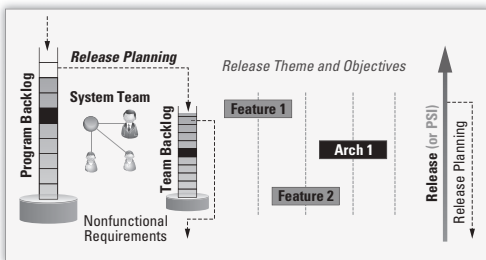 Release Planning
Program Backlog
System Team
Team Backlog
Nonfunctional
Requirements
Release Theme and Objectives
Feature 1
Arch 1
Feature 2
Release (or PSI)
Release Planning